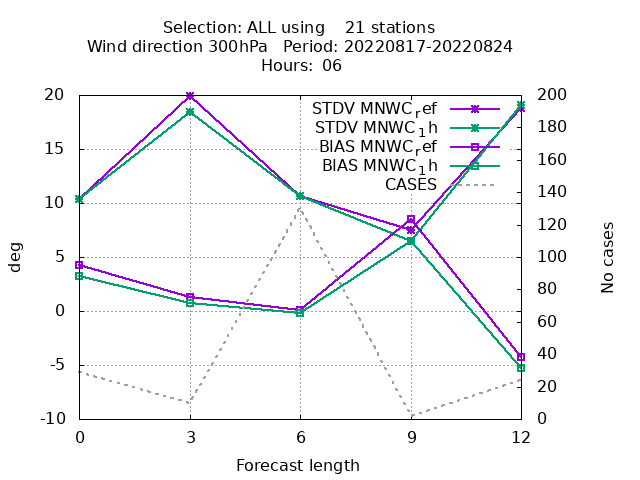 Selection: ALL using    21 stations
Wind direction 300hPa   Period: 20220817-20220824
Hours: 06
STDV MNWC_ref
STDV MNWC_1h
BIAS MNWC_ref
BIAS MNWC_1h
CASES
20
15
10
5
0
-5
-10
deg
200
180
160
140
120
100
80
60
40
20
0
No cases
0 3 6 9 12
Forecast length